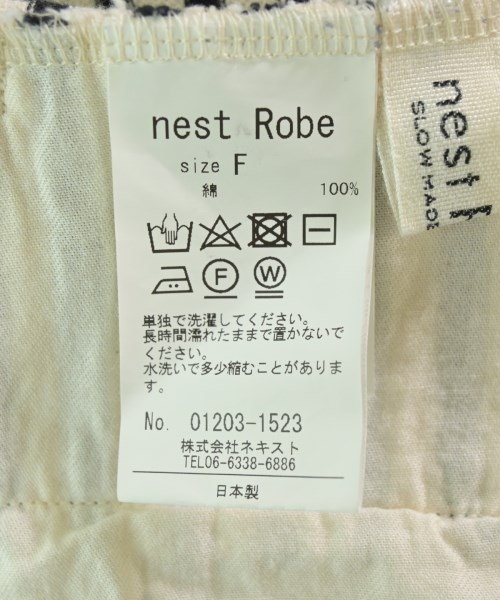 nest Robe
size F
綿 100%
F W
単独で洗濯してください。
長時間濡れたままで置かないで
ください。
水洗いで多少縮むことがありま
す。
No. 01203-1523
株式会社ネキスト
TEL06-6338-6886
日本製
nest R
SLOW MADE